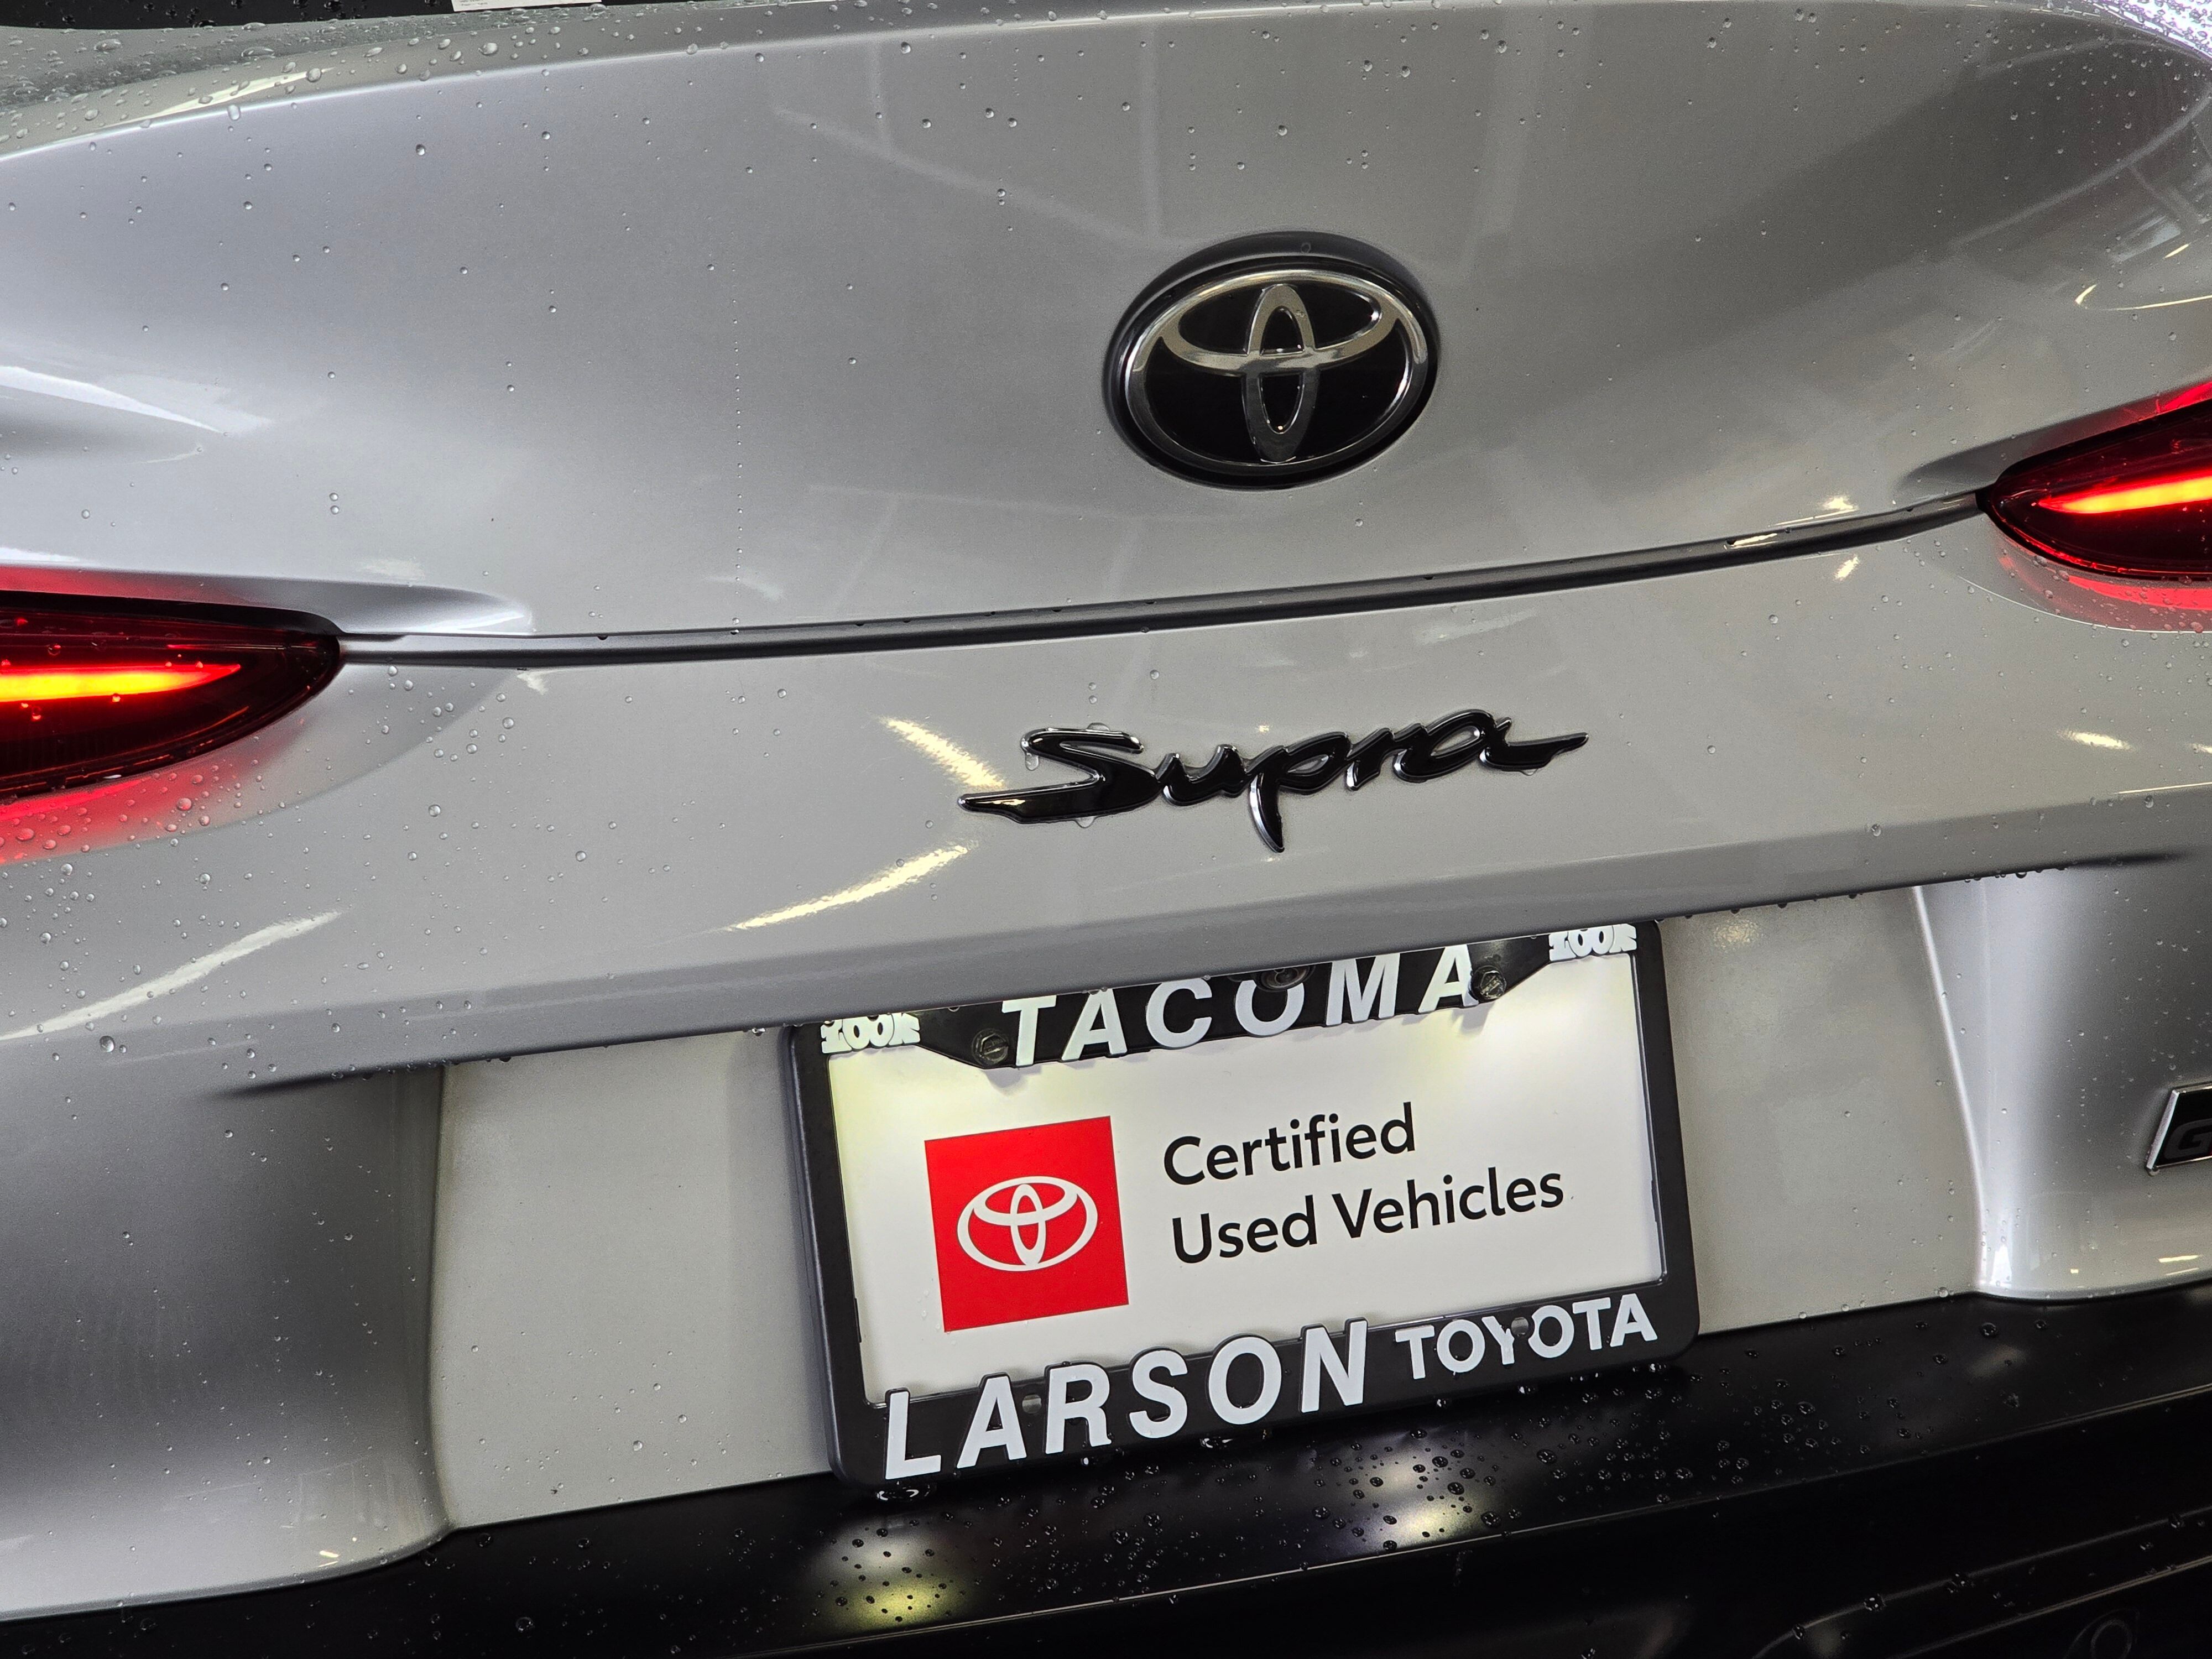 Supra
TACOMA
Certified
Used Vehicles
LARSON TOYOTA